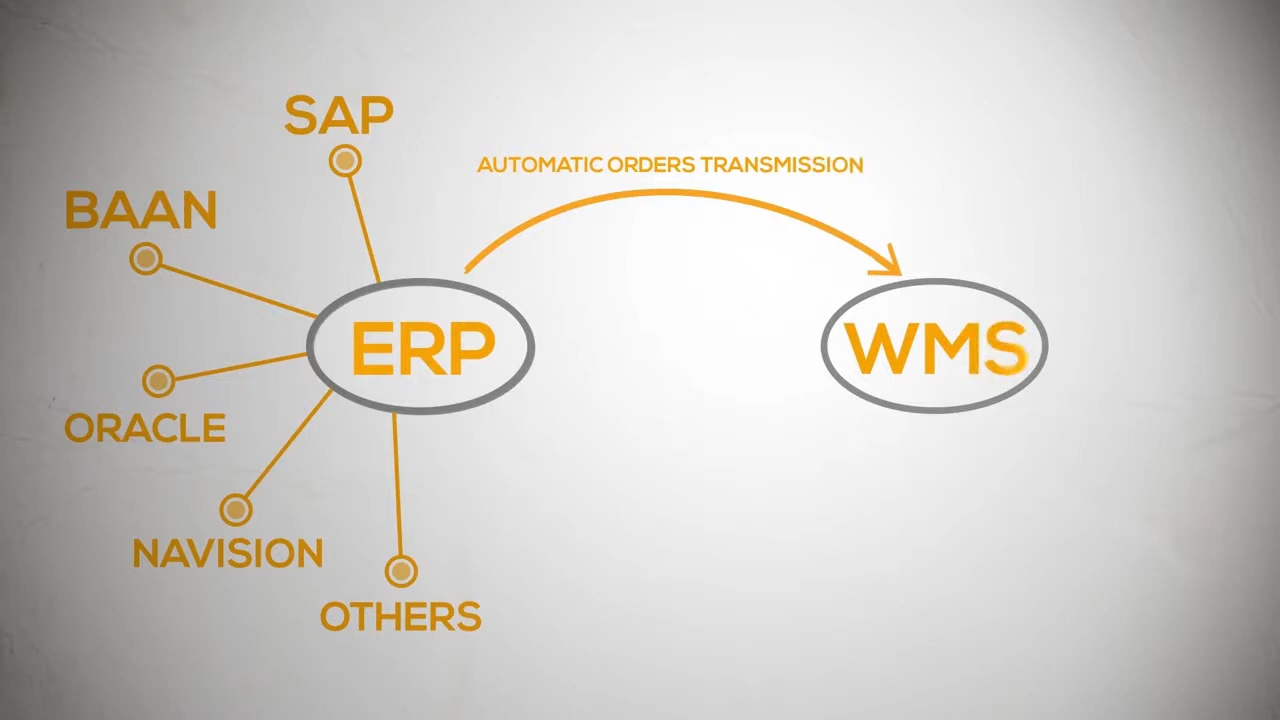 SAP
AUTOMATIC ORDERS TRANSMISSION
BAAN
ERP
WMS
ORACLE
NAVISION
OTHERS